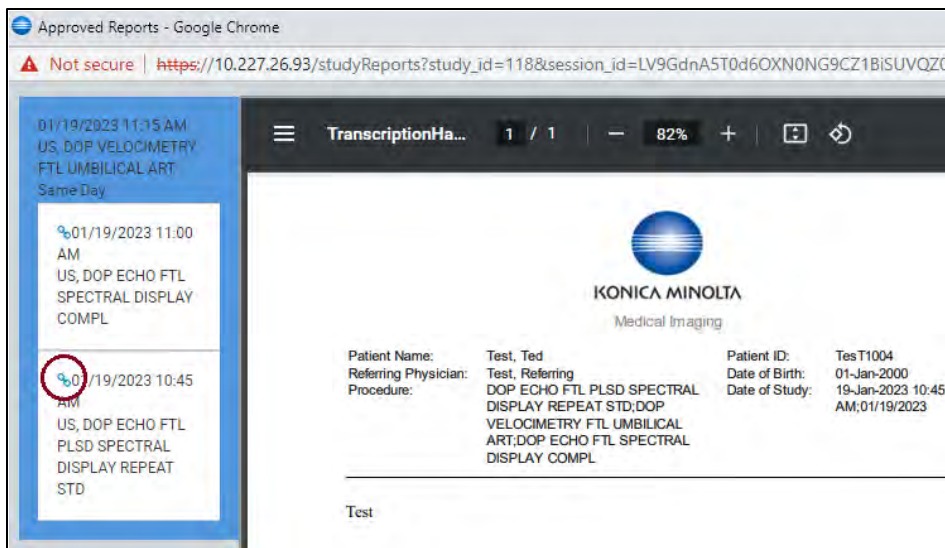 Approved Reports - Google Chrome
Not secure | https://10.227.26.93/studyReports?study_id=118&session_id=LV9GdnA5T0d6OXN0NG9CZ1BiSUVQZ
01/19/2023 11:15 AM
US, DOP VELOCIMETRY
FTL UMBILICAL ART
Same Day
01/19/2023 11:00
AM
US, DOP ECHO FTL
SPECTRAL DISPLAY
COMPL
01/19/2023 10:45
AM
US, DOP ECHO FTL
PLSD SPECTRAL
DISPLAY REPEAT
STD
TranscriptionHa... 1 / 1 82%
KONICA MINOLTA
Medical Imaging
Patient Name: Test, Ted Patient ID: TesT1004
Referring Physician: Test, Referring Date of Birth: 01-Jan-2000
Procedure: DOP ECHO FTL PLSD SPECTRAL Date of Study: 19-Jan-2023 10:45
DISPLAY REPEAT STD;DOP AM;01/19/2023
VELOCIMETRY FTL UMBILICAL
ART;DOP ECHO FTL SPECTRAL
DISPLAY COMPL
Test